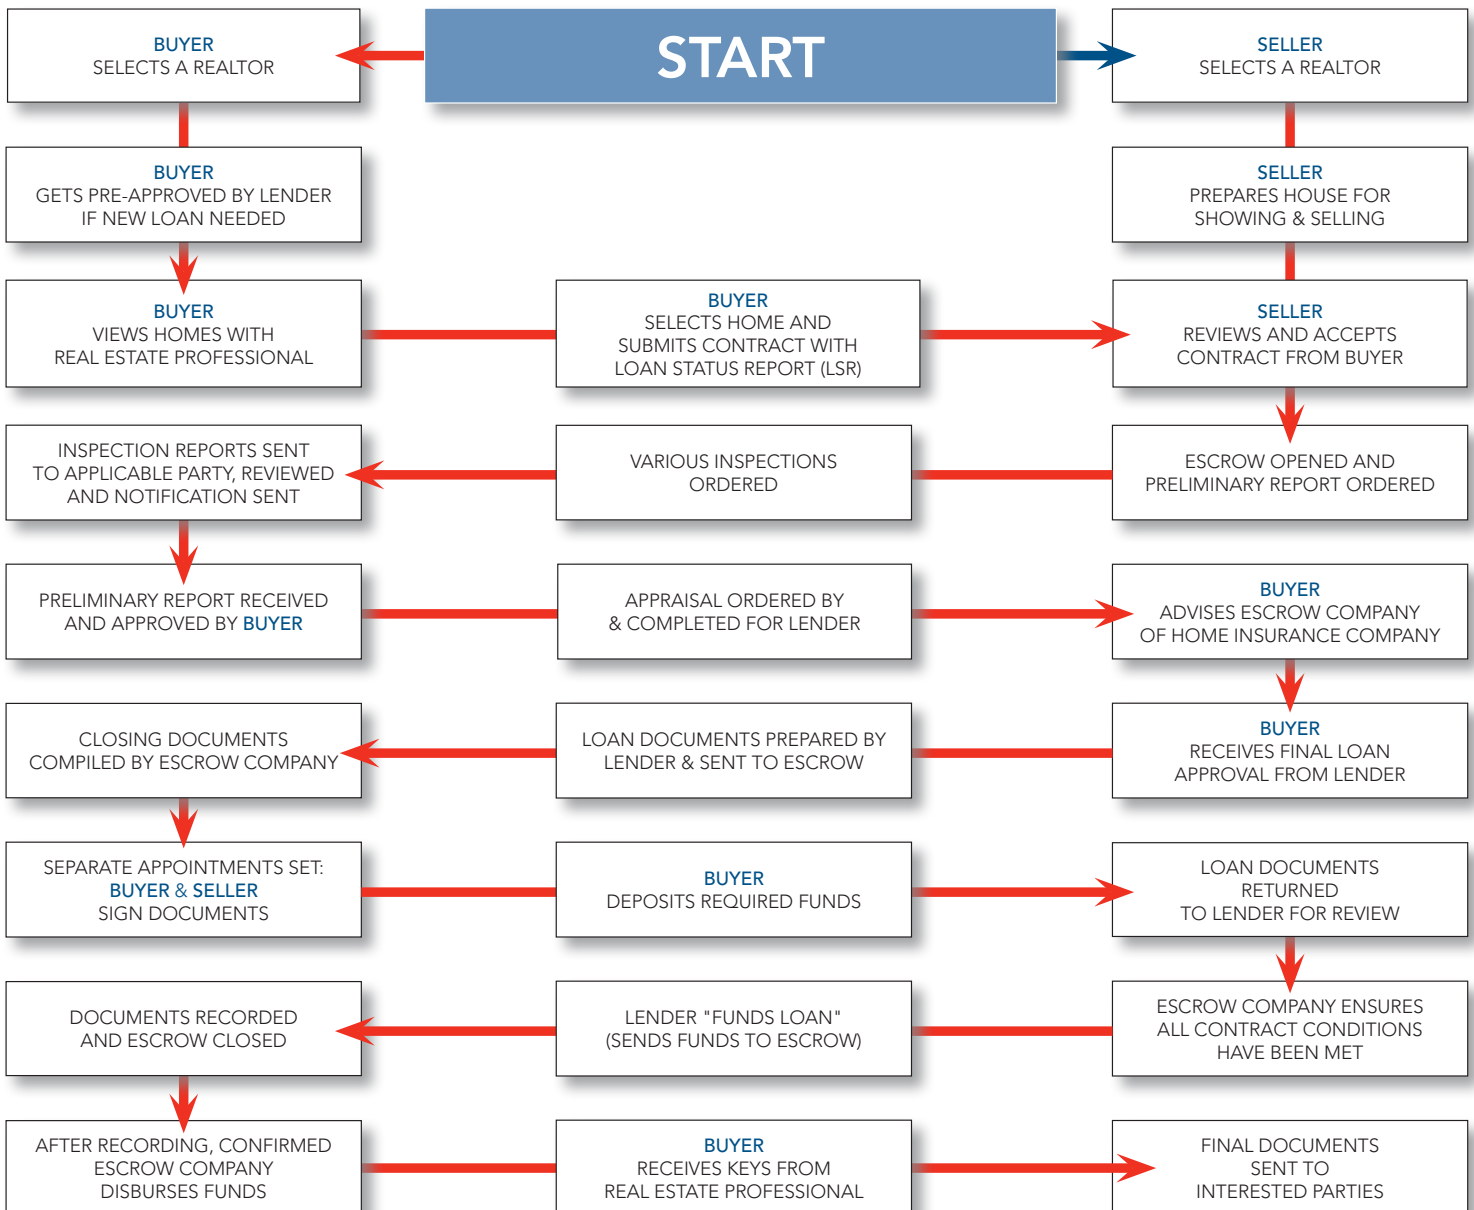 START
BUYER
SELECTS A REALTOR
SELLER
SELECTS A REALTOR
BUYER
GETS PRE-APPROVED BY LENDER
IF NEW LOAN NEEDED
SELLER
PREPARES HOUSE FOR
SHOWING & SELLING
BUYER
VIEWS HOMES WITH
REAL ESTATE PROFESSIONAL
BUYER
SELECTS HOME AND
SUBMITS CONTRACT WITH
LOAN STATUS REPORT (LSR)
SELLER
REVIEWS AND ACCEPTS
CONTRACT FROM BUYER
ESCROW OPENED AND
PRELIMINARY REPORT ORDERED
VARIOUS INSPECTIONS
ORDERED
INSPECTION REPORTS SENT
TO APPLICABLE PARTY, REVIEWED
AND NOTIFICATION SENT
PRELIMINARY REPORT RECEIVED
AND APPROVED BY BUYER
APPRAISAL ORDERED BY
& COMPLETED FOR LENDER
BUYER
ADVISES ESCROW COMPANY
OF HOME INSURANCE COMPANY
BUYER
RECEIVES FINAL LOAN
APPROVAL FROM LENDER
LOAN DOCUMENTS PREPARED BY
LENDER & SENT TO ESCROW
CLOSING DOCUMENTS
COMPILED BY ESCROW COMPANY
SEPARATE APPOINTMENTS SET:
BUYER & SELLER
SIGN DOCUMENTS
BUYER
DEPOSITS REQUIRED FUNDS
LOAN DOCUMENTS
RETURNED
TO LENDER FOR REVIEW
ESCROW COMPANY ENSURES
ALL CONTRACT CONDITIONS
HAVE BEEN MET
LENDER "FUNDS LOAN"
(SENDS FUNDS TO ESCROW)
DOCUMENTS RECORDED
AND ESCROW CLOSED
AFTER RECORDING, CONFIRMED
ESCROW COMPANY
DISBURSES FUNDS
BUYER
RECEIVES KEYS FROM
REAL ESTATE PROFESSIONAL
FINAL DOCUMENTS
SENT TO
INTERESTED PARTIES